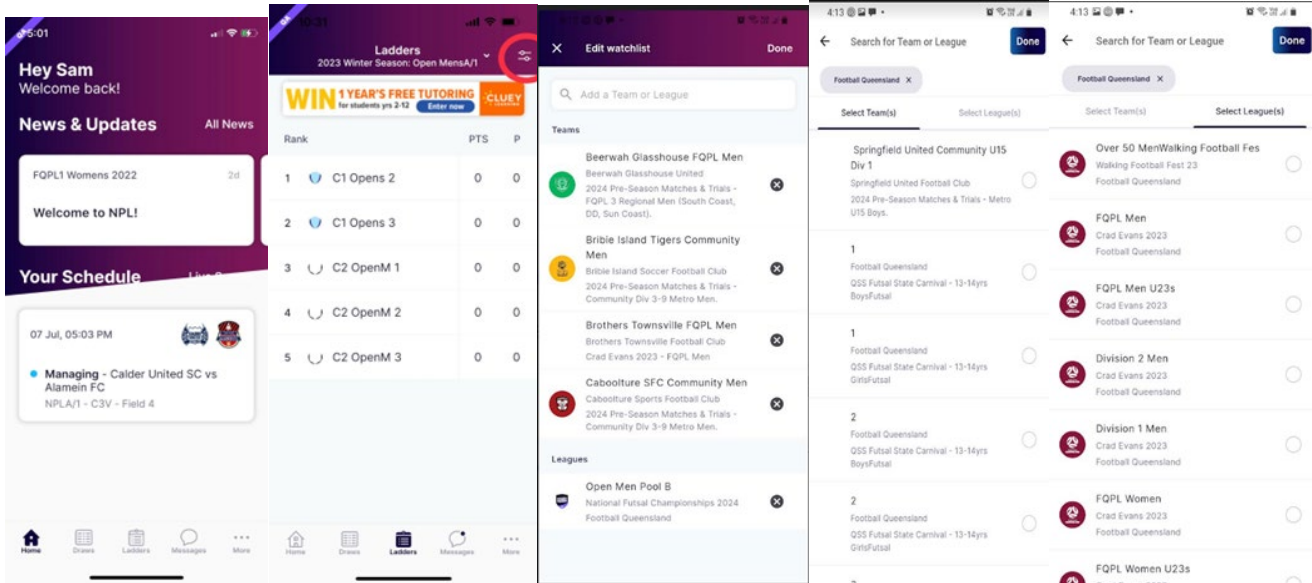 5:01
Hey Sam
Welcome back!
News & Updates
All News
FQPL1 Womens 2022
2d
Welcome to NPL!
Your Schedule
07 Jul, 05:03 PM
Managing - Calder United SC vs
Alamein FC
NPLA/1 - C3V - Field 4
Home
Draws
Ladders
Messages
More
10:31
Ladders
2023 Winter Season: Open MensA/1
WIN 1 YEAR'S FREE TUTORING
for students yrs 2-12 Enter now
CLUEY
Rank PTS P
1 C1 Opens 2 0 0
2 C1 Opens 3 0 0
3 C2 OpenM 1 0 0
4 C2 OpenM 2 0 0
5 C2 OpenM 3 0 0
Home
Draws
Ladders
Messages
More
Edit watchlist
Done
Add a Team or League
Teams
Beerwah Glasshouse FQPL Men
Beerwah Glasshouse United
2024 Pre-Season Matches & Trials -
FQPL 3 Regional Men (South Coast,
DD, Sun Coast).
Bribie Island Tigers Community
Men
Bribie Island Soccer Football Club
2024 Pre-Season Matches & Trials -
Community Div 3-9 Metro Men.
Brothers Townsville FQPL Men
Brothers Townsville Football Club
Crad Evans 2023 - FQPL Men
Caboolture SFC Community Men
Caboolture Sports Football Club
2024 Pre-Season Matches & Trials -
Community Div 3-9 Metro Men.
Leagues
Open Men Pool B
National Futsal Championships 2024
Football Queensland
4:13
Search for Team or League
Done
Football Queensland X
Select Team(s)
Select League(s)
Springfield United Community U15
Div 1
Springfield United Football Club
2024 Pre-Season Matches & Trials - Metro
U15 Boys.
1
Football Queensland
QSS Futsal State Carnival - 13-14yrs
BoysFutsal
1
Football Queensland
QSS Futsal State Carnival - 13-14yrs
GirlsFutsal
2
Football Queensland
QSS Futsal State Carnival - 13-14yrs
BoysFutsal
2
Football Queensland
QSS Futsal State Carnival - 13-14yrs
GirlsFutsal
4:13
Search for Team or League
Done
Football Queensland X
Select Team(s)
Select League(s)
Over 50 MenWalking Football Fes
Walking Football Fest 23
Football Queensland
FQPL Men
Crad Evans 2023
Football Queensland
FQPL Men U23s
Crad Evans 2023
Football Queensland
Division 2 Men
Crad Evans 2023
Football Queensland
Division 1 Men
Crad Evans 2023
Football Queensland
FQPL Women
Crad Evans 2023
Football Queensland
FQPL Women U23s